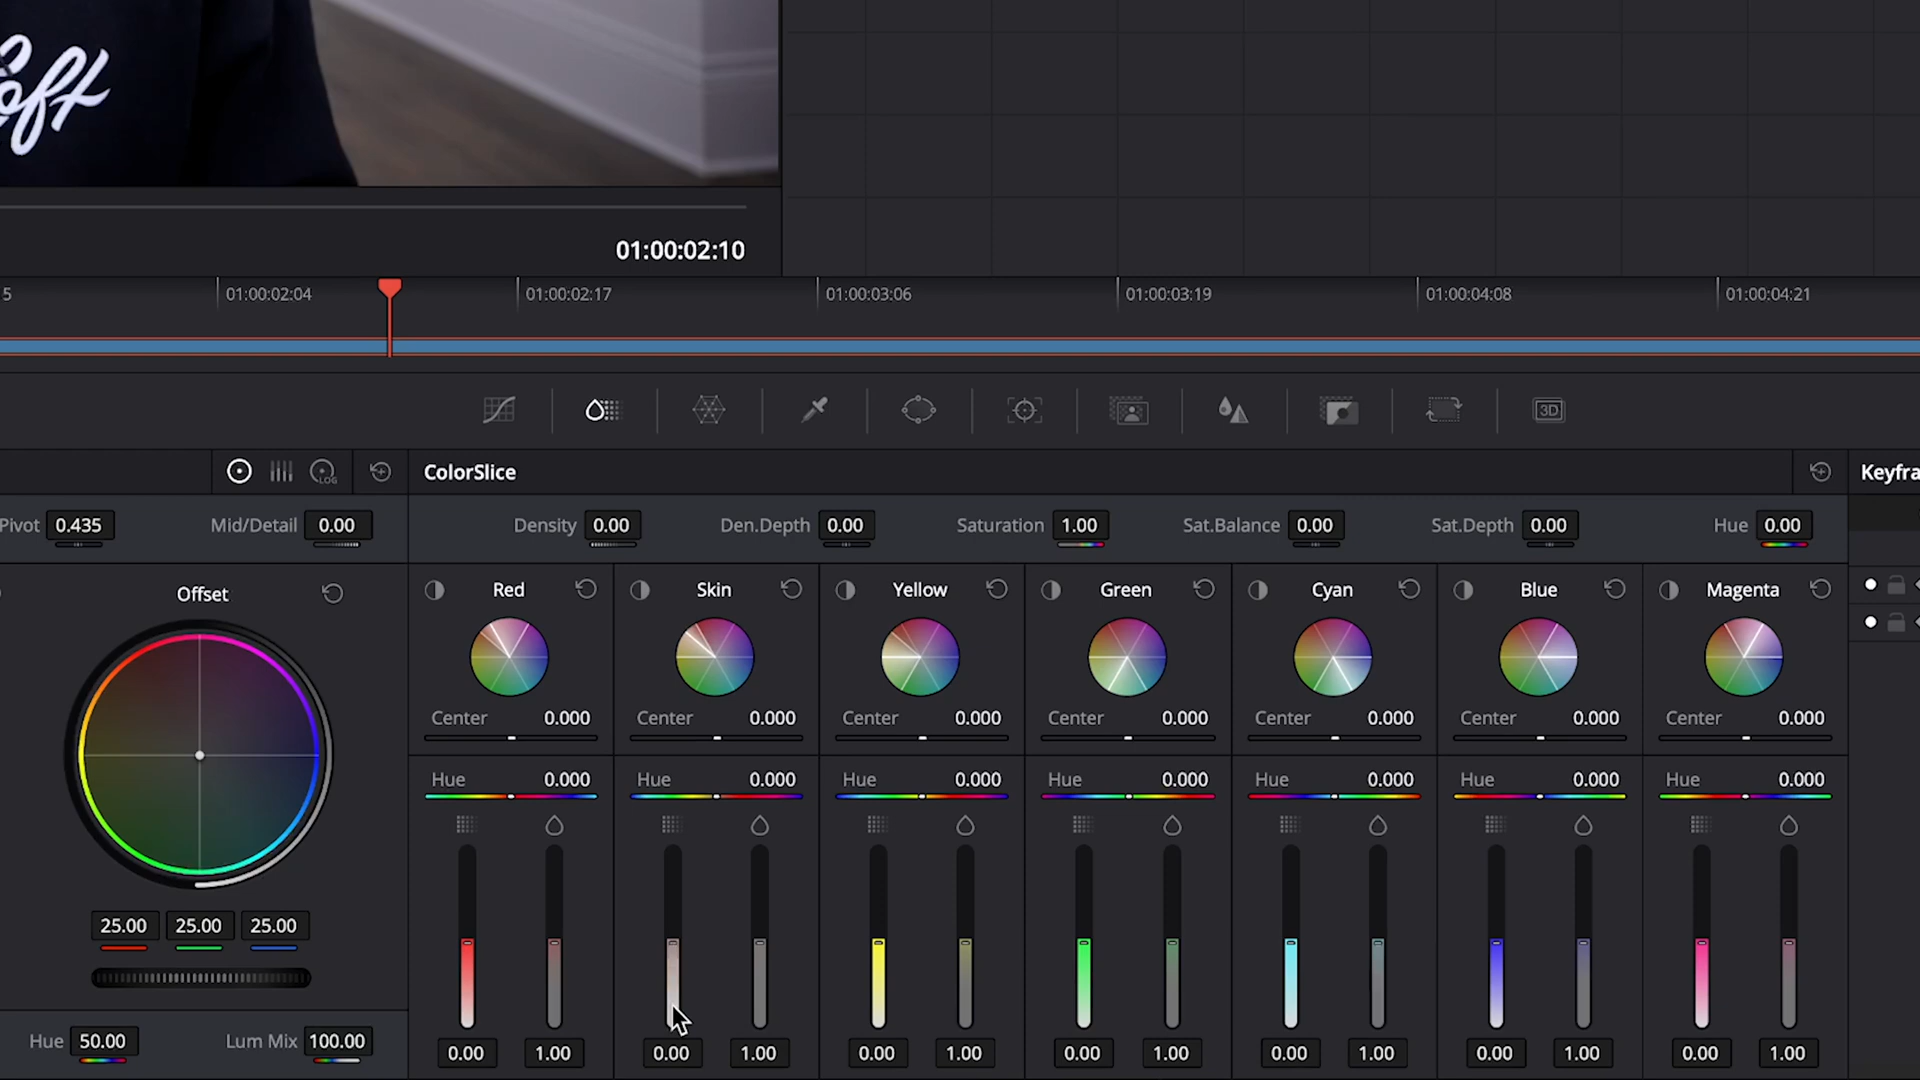 Soft
01:00:02:10
5 01:00:02:04 01:00:02:17 01:00:03:06 01:00:03:19 01:00:04:08 01:00:04:21
3D
LOG ColorSlice Keyfra
Pivot 0.435 Mid/Detail 0.00 Density 0.00 Den.Depth 0.00 Saturation 1.00 Sat.Balance 0.00 Sat.Depth 0.00 Hue 0.00
Offset Red Skin Yellow Green Cyan Blue Magenta
Center 0.000 Center 0.000 Center 0.000 Center 0.000 Center 0.000 Center 0.000 Center 0.000
Hue 0.000 Hue 0.000 Hue 0.000 Hue 0.000 Hue 0.000 Hue 0.000 Hue 0.000
25.00 25.00 25.00
Hue 50.00 Lum Mix 100.00 0.00 1.00 0.00 1.00 0.00 1.00 0.00 1.00 0.00 1.00 0.00 1.00 0.00 1.00